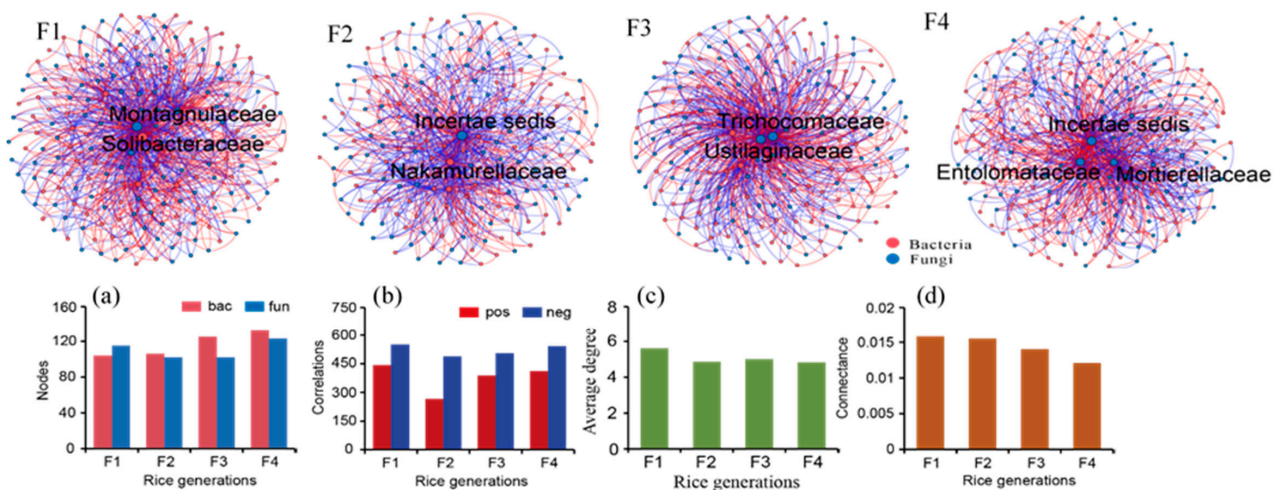 F1
F2
F3
F4
Montagnulaceae
Solibacteraceae
Incertae sedis
Nakamurellaceae
Trichocomaceae
Ustilaginaceae
Incertae sedis
Entolomataceae
Mortierellaceae
Bacteria
Fungi
(a)
bac
fun
160
120
80
40
0
Nodes
F1
F2
F3
F4
Rice generations
(b)
pos
neg
750
600
450
300
150
0
Correlations
F1
F2
F3
F4
Rice generations
(c)
8
6
4
2
0
Average degree
F1
F2
F3
F4
Rice generations
(d)
0.02
0.015
0.01
0.005
0
Connectance
F1
F2
F3
F4
Rice generations